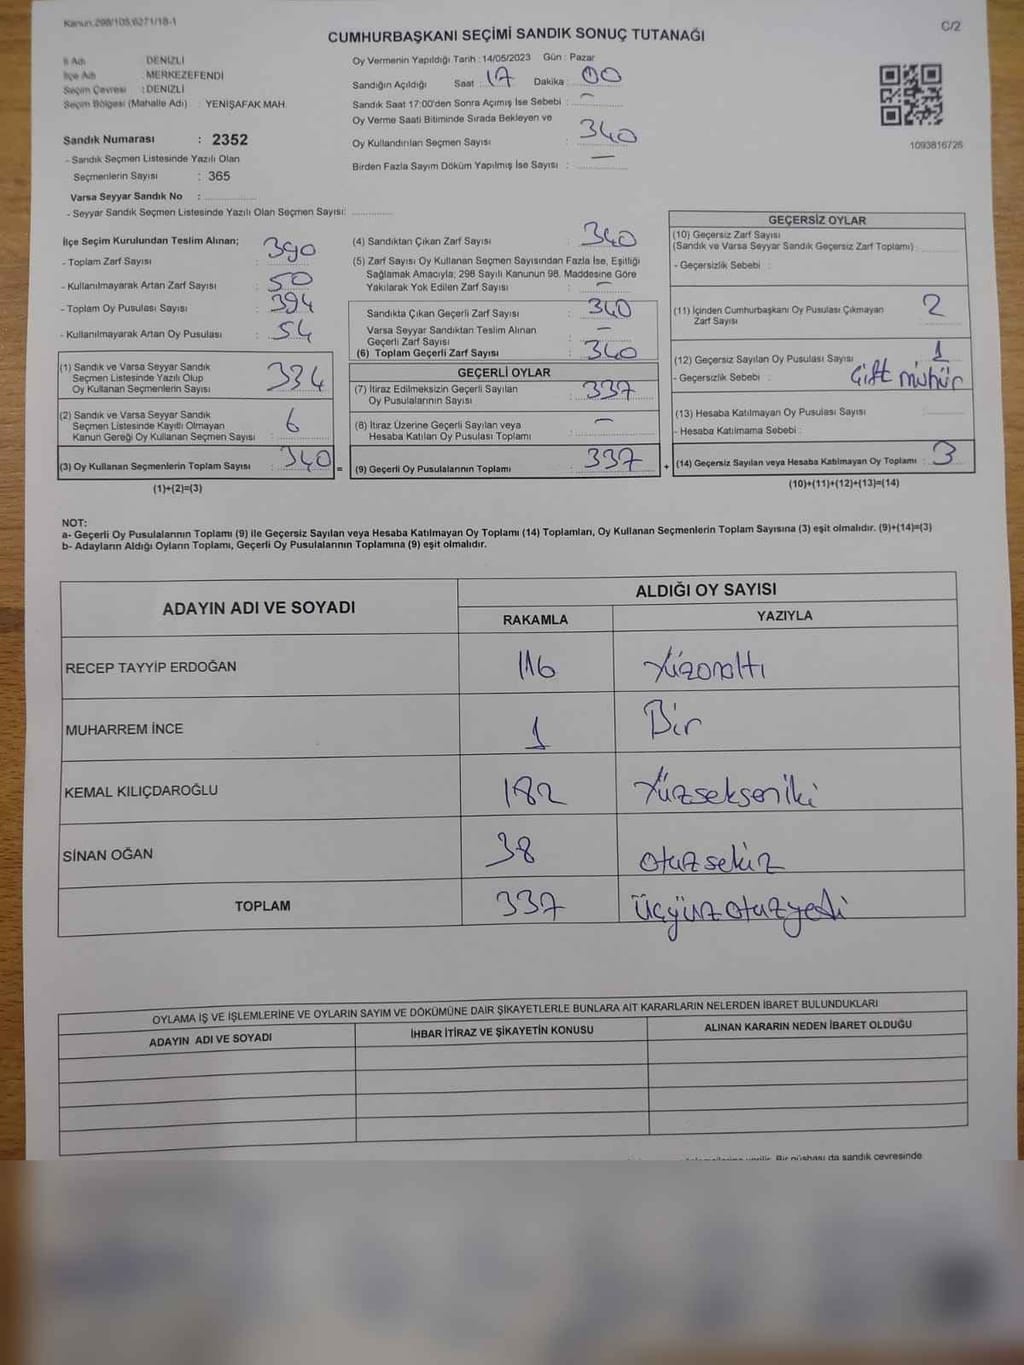 Kanun.298/105,6271/18-1
C/2
CUMHURBAŞKANI SEÇİMİ SANDIK SONUÇ TUTANAĞI
İl Adı DENİZLİ
İlçe Adı : MERKEZEFENDİ
Seçim Çevresi : DENİZLİ
Seçim Bölgesi (Mahalle Adı) : YENİŞAFAK MAH.
Sandık Numarası : 2352
- Sandık Seçmen Listesinde Yazılı Olan
Seçmenlerin Sayısı : 365
Varsa Seyyar Sandık No :
- Seyyar Sandık Seçmen Listesinde Yazılı Olan Seçmen Sayısı:
Oy Vermenin Yapıldığı Tarih : 14/05/2023 Gün : Pazar
Sandığın Açıldığı Saat : 17 Dakika : 00
Sandık Saat 17:00'den Sonra Açımış İse Sebebi : -
Oy Verme Saati Bitiminde Sırada Bekleyen ve
Oy Kullandırılan Seçmen Sayısı : 340
Birden Fazla Sayım Döküm Yapılmış İse Sayısı : -
1093816726
İlçe Seçim Kurulundan Teslim Alınan;
- Toplam Zarf Sayısı : 390
- Kullanılmayarak Artan Zarf Sayısı : 50
- Toplam Oy Pusulası Sayısı : 394
- Kullanılmayarak Artan Oy Pusulası : 54
(1) Sandık ve Varsa Seyyar Sandık
Seçmen Listesinde Yazılı Olup
Oy Kullanan Seçmenlerin Sayısı : 334
(2) Sandık ve Varsa Seyyar Sandık
Seçmen Listesinde Kayıtlı Olmayan
Kanun Gereği Oy Kullanan Seçmen Sayısı : 6
(3) Oy Kullanan Seçmenlerin Toplam Sayısı : 340
(1)+(2)=(3)
(4) Sandıktan Çıkan Zarf Sayısı : 340
(5) Zarf Sayısı Oy Kullanan Seçmen Sayısından Fazla İse, Eşitliği
Sağlamak Amacıyla; 298 Sayılı Kanunun 98. Maddesine Göre
Yakılarak Yok Edilen Zarf Sayısı : -
Sandıkta Çıkan Geçerli Zarf Sayısı : 340
Varsa Seyyar Sandıktan Teslim Alınan
Geçerli Zarf Sayısı : -
(6) Toplam Geçerli Zarf Sayısı : 340
GEÇERLİ OYLAR
(7) İtiraz Edilmeksizin Geçerli Sayılan
Oy Pusulalarının Sayısı : 337
(8) İtiraz Üzerine Geçerli Sayılan veya
Hesaba Katılan Oy Pusulası Toplamı : -
= (9) Geçerli Oy Pusulalarının Toplamı : 337
GEÇERSİZ OYLAR
(10) Geçersiz Zarf Sayısı
(Sandık ve Varsa Seyyar Sandık Geçersiz Zarf Toplamı) :
- Geçersizlik Sebebi :
(11) İçinden Cumhurbaşkanı Oy Pusulası Çıkmayan
Zarf Sayısı : 2
(12) Geçersiz Sayılan Oy Pusulası Sayısı : 1
- Geçersizlik Sebebi : Çift mühür
(13) Hesaba Katılmayan Oy Pusulası Sayısı :
- Hesaba Katılmama Sebebi :
+ (14) Geçersiz Sayılan veya Hesaba Katılmayan Oy Toplamı : 3
(10)+(11)+(12)+(13)=(14)
NOT:
a- Geçerli Oy Pusulalarının Toplamı (9) ile Geçersiz Sayılan veya Hesaba Katılmayan Oy Toplamı (14) Toplamları, Oy Kullanan Seçmenlerin Toplam Sayısına (3) eşit olmalıdır. (9)+(14)=(3)
b- Adayların Aldığı Oyların Toplamı, Geçerli Oy Pusulalarının Toplamına (9) eşit olmalıdır.
ADAYIN ADI VE SOYADI ALDIĞI OY SAYISI
RAKAMLA YAZIYLA
RECEP TAYYİP ERDOĞAN 116 Yüzonaltı
MUHARREM İNCE 1 Bir
KEMAL KILIÇDAROĞLU 182 Yüzsekseniki
SİNAN OĞAN 38 otuzsekiz
TOPLAM 337 Üçyüzotuzyedi
OYLAMA İŞ VE İŞLEMLERİNE VE OYLARIN SAYIM VE DÖKÜMÜNE DAİR ŞİKAYETLERLE BUNLARA AİT KARARLARIN NELERDEN İBARET BULUNDUKLARI
ADAYIN ADI VE SOYADI İHBAR İTİRAZ VE ŞİKAYETİN KONUSU ALINAN KARARIN NEDEN İBARET OLDUĞU
verilir. Bir nüshası da sandık çevresinde